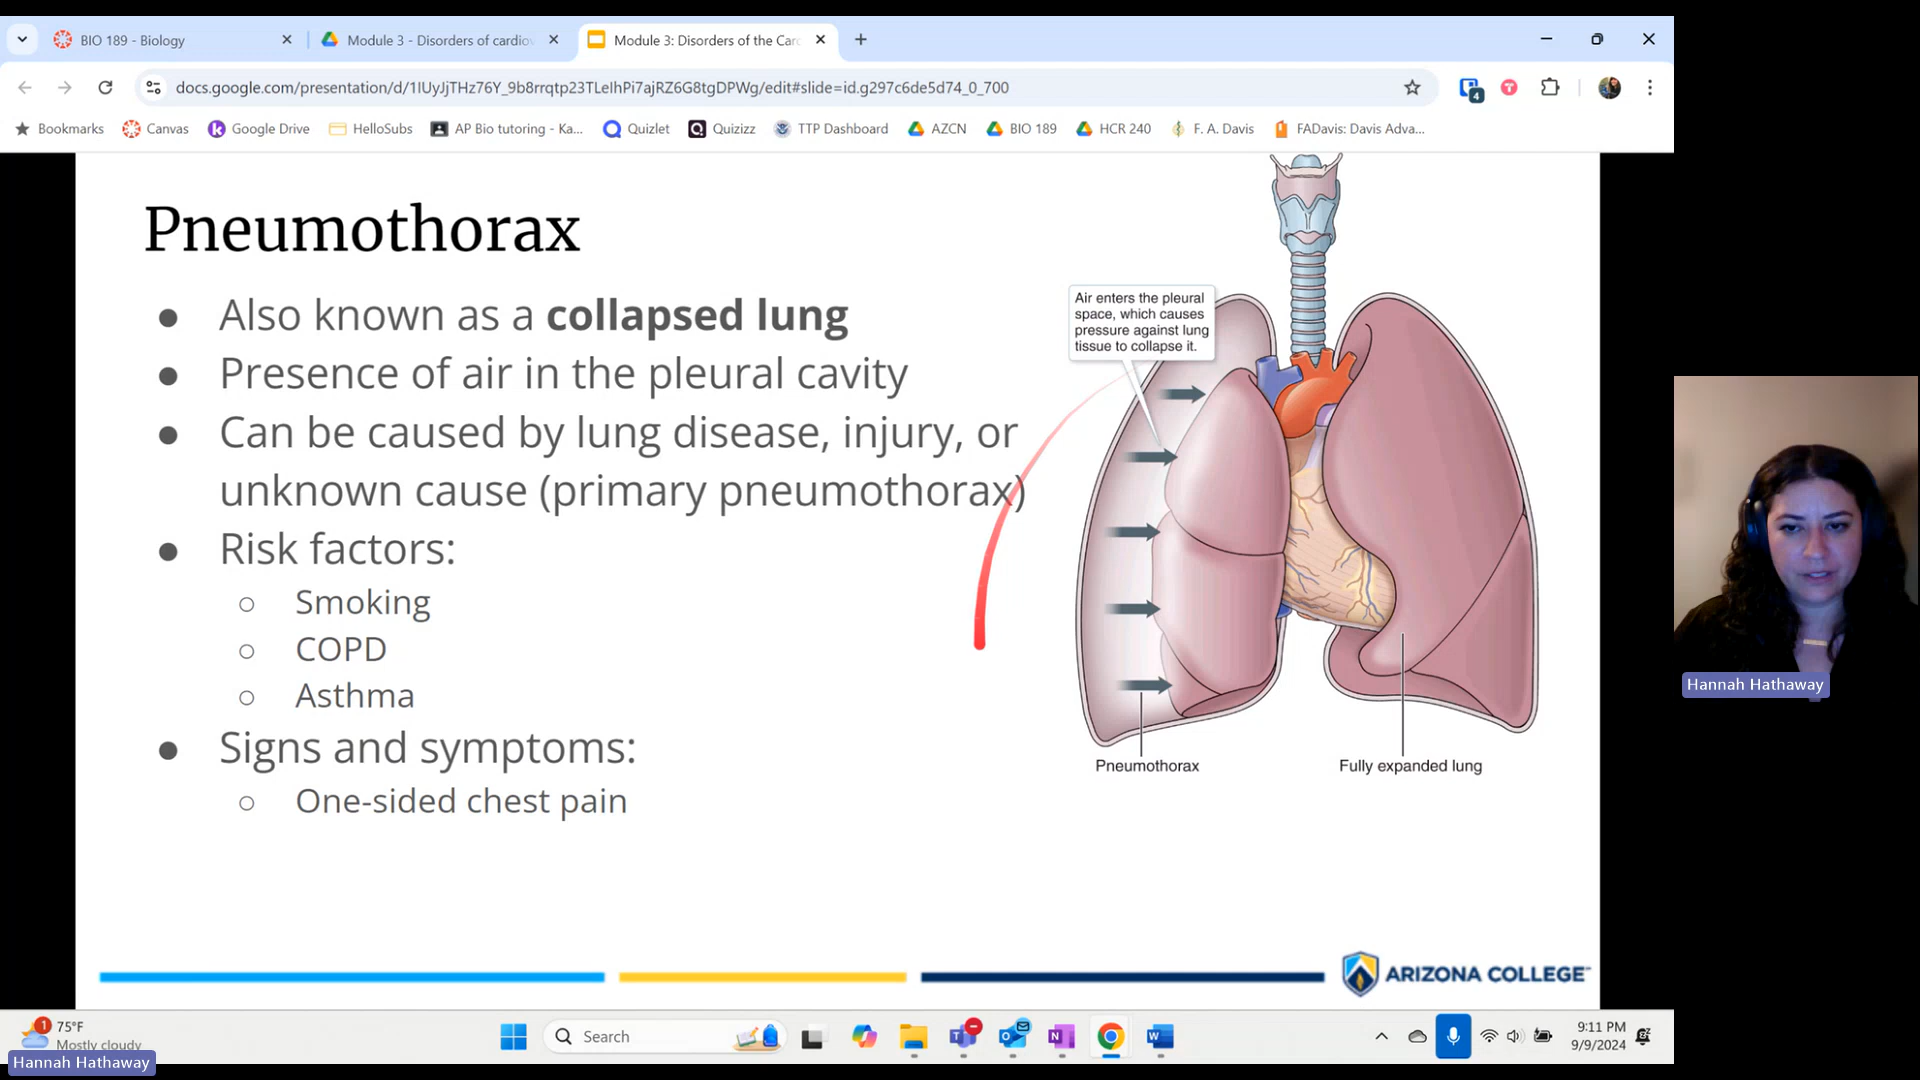 BIO 189 - Biology
Module 3 - Disorders of cardiov
Module 3: Disorders of the Card
docs.google.com/presentation/d/1IUyJjTHz76Y_9b8rrqtp23TLeIhPi7ajRZ6G8tgDPWg/edit#slide=id.g297c6de5d74_0_700
4
Bookmarks
Canvas
Google Drive
HelloSubs
AP Bio tutoring - Ka...
Quizlet
Quizizz
TTP Dashboard
AZCN
BIO 189
HCR 240
F. A. Davis
FADavis: Davis Adva...
Pneumothorax
● Also known as a collapsed lung
● Presence of air in the pleural cavity
● Can be caused by lung disease, injury, or
unknown cause (primary pneumothorax)
● Risk factors:
○ Smoking
○ COPD
○ Asthma
● Signs and symptoms:
○ One-sided chest pain
Air enters the pleural
space, which causes
pressure against lung
tissue to collapse it.
Pneumothorax
Fully expanded lung
ARIZONA COLLEGE
Hannah Hathaway
1
75°F
Mostly cloudy
Search
9:11 PM
9/9/2024
Hannah Hathaway